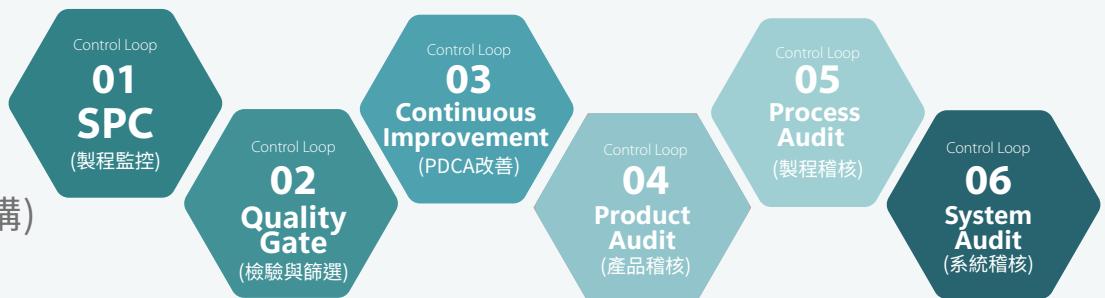 Control Loop
01
SPC
(製程監控)
Control Loop
02
Quality
Gate
(檢驗與篩選)
Control Loop
03
Continuous
Improvement
(PDCA改善)
Control Loop
04
Product
Audit
(產品稽核)
Control Loop
05
Process
Audit
(製程稽核)
Control Loop
06
System
Audit
(系統稽核)
構)